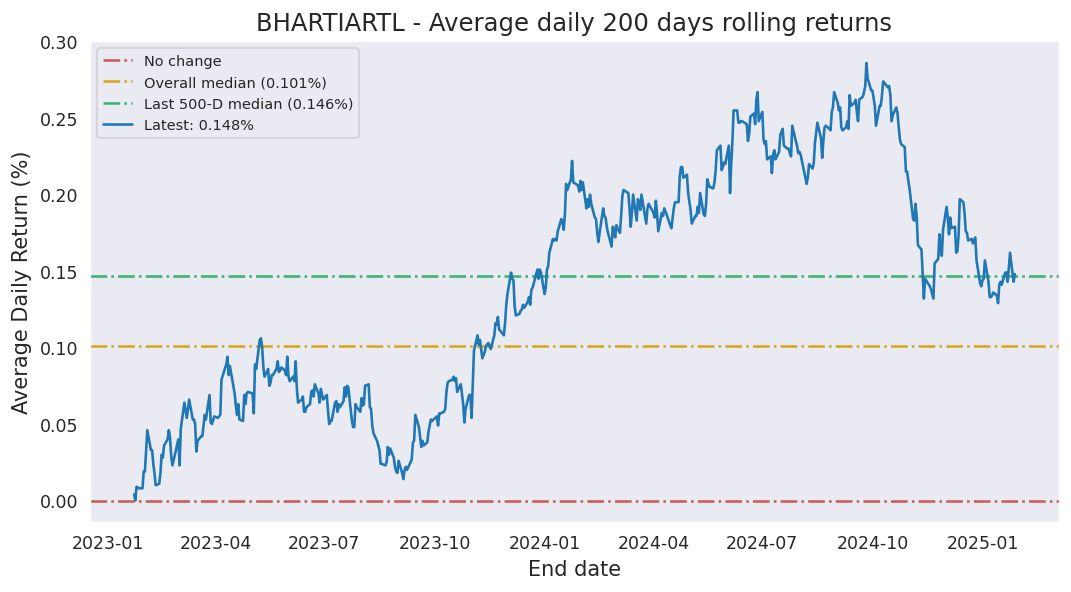 BHARTIARTL - Average daily 200 days rolling returns
0.30
0.25
0.20
0.15
0.10
0.05
0.00
Average Daily Return (%)
No change
Overall median (0.101%)
Last 500-D median (0.146%)
Latest: 0.148%
2023-01 2023-04 2023-07 2023-10 2024-01 2024-04 2024-07 2024-10 2025-01
End date